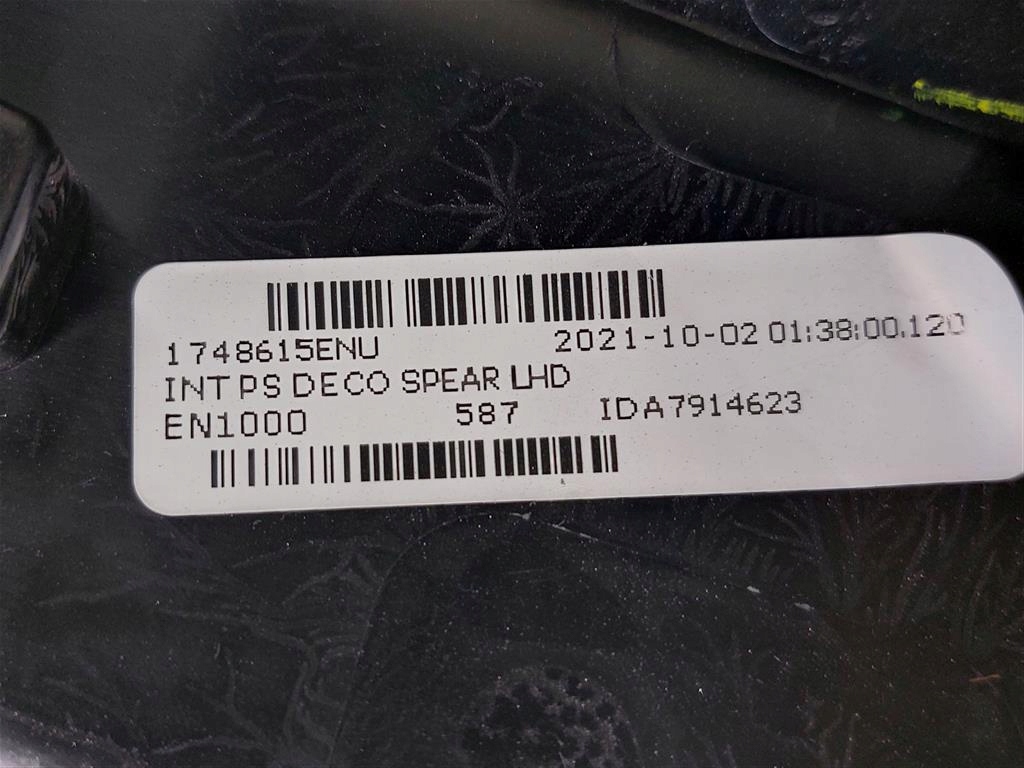 1748615ENU 2021-10-02 01:38:00.120
INT PS DECO SPEAR LHD
EN1000 587 IDA7914623